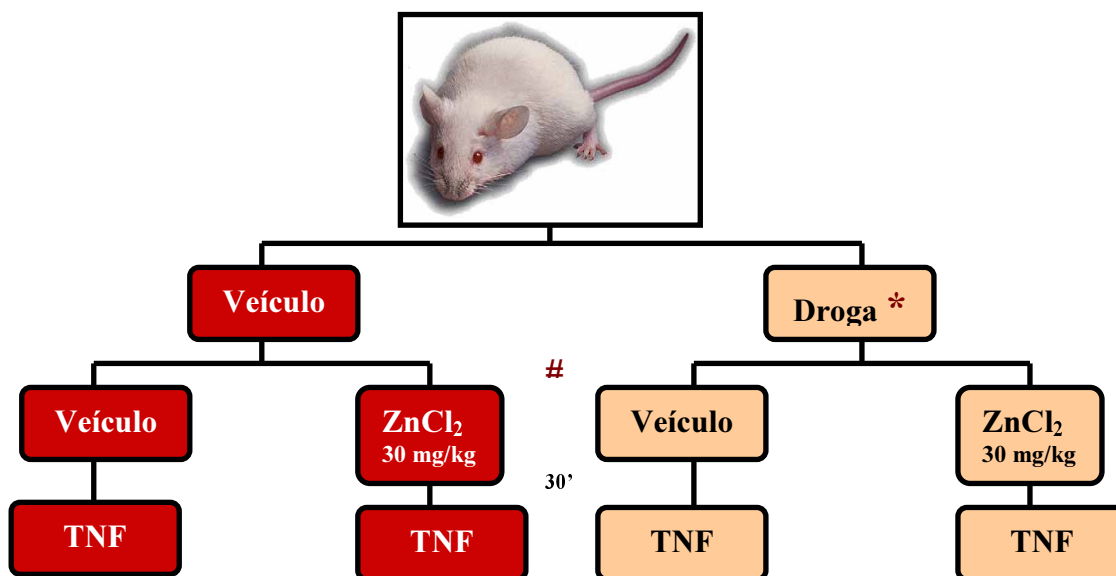 Veículo
Droga *
#
Veículo
ZnCl₂
30 mg/kg
Veículo
ZnCl₂
30 mg/kg
30’
TNF
TNF
TNF
TNF